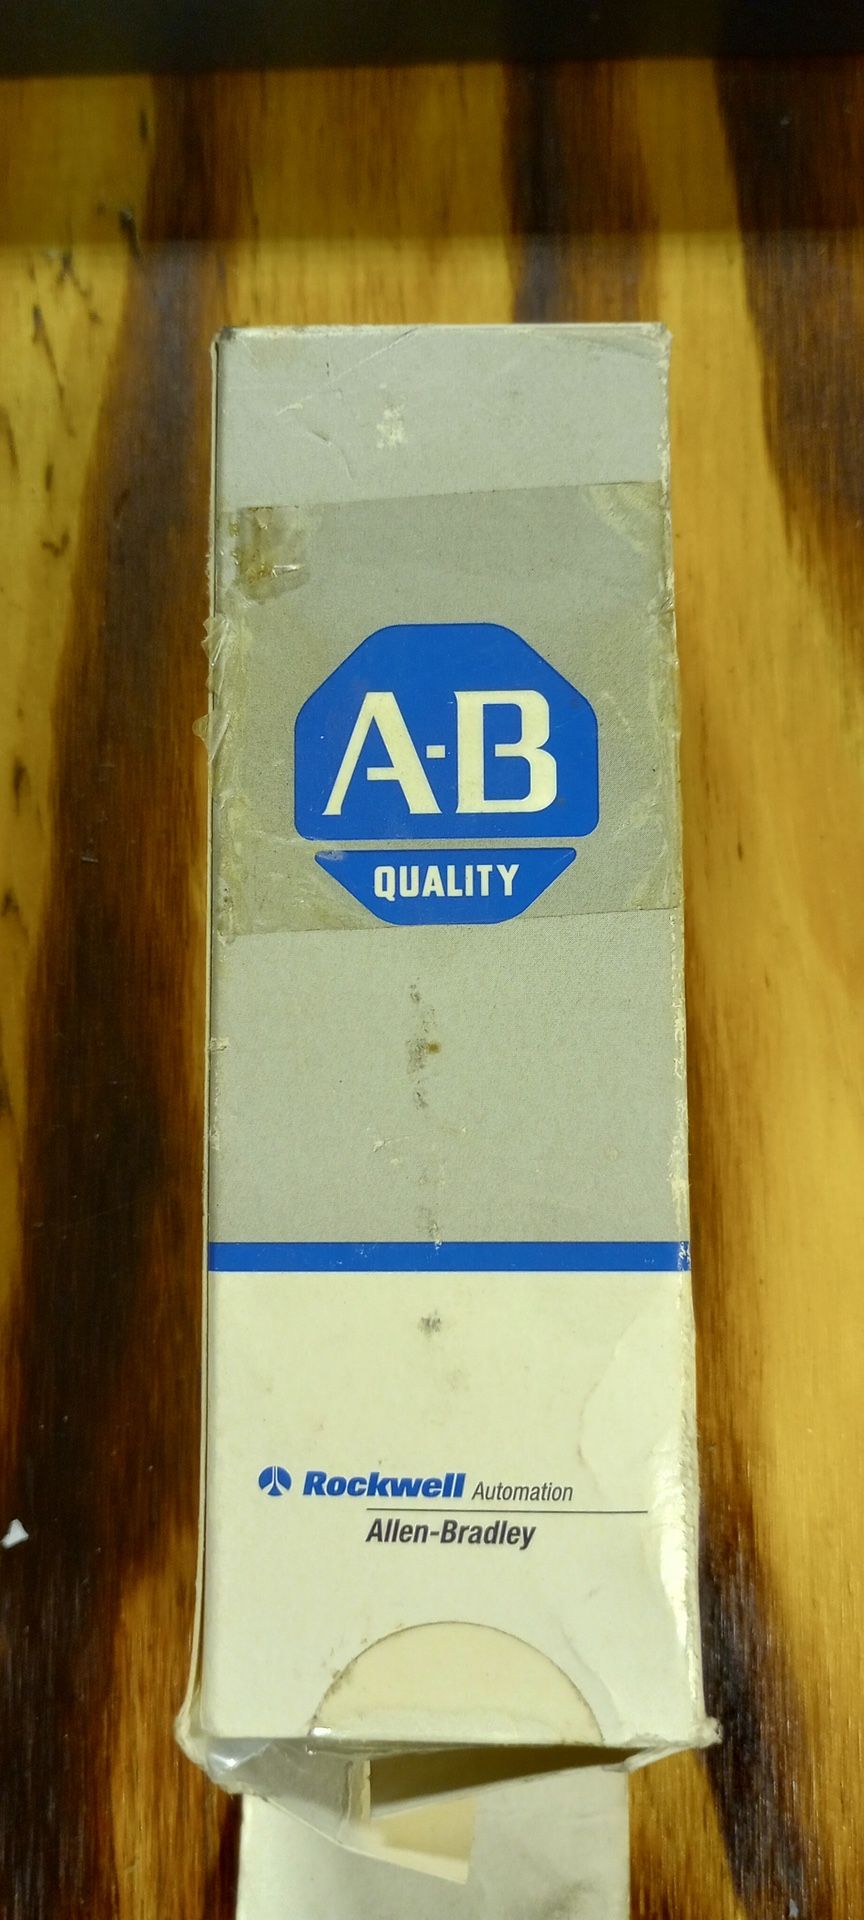 A-B
QUALITY
Rockwell Automation
Allen-Bradley